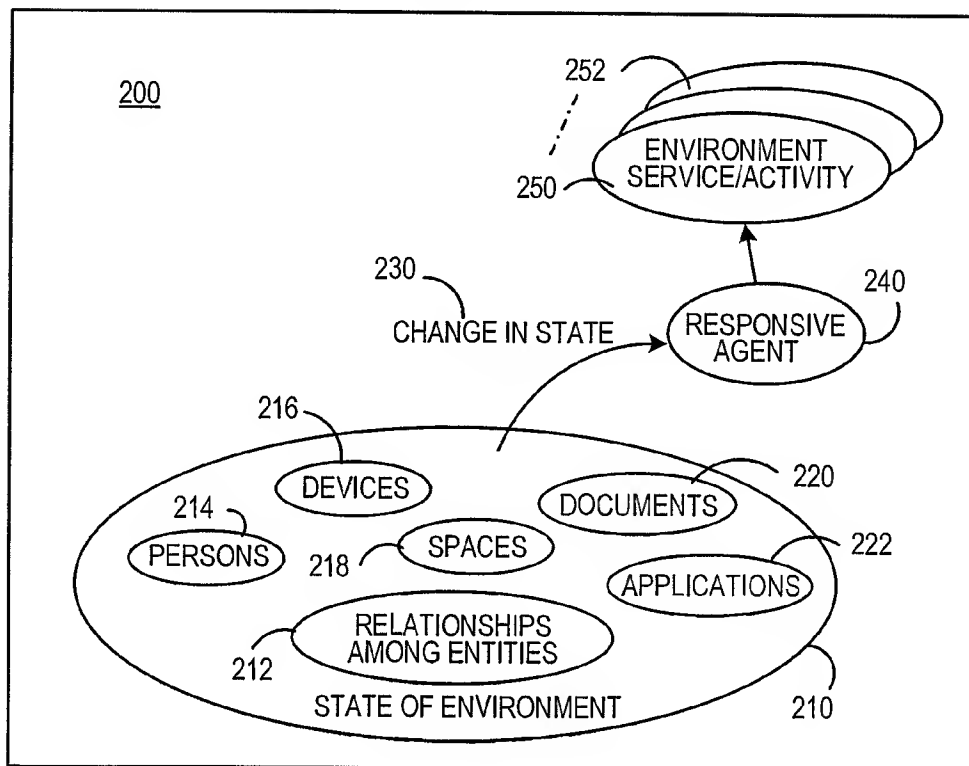 200
252
ENVIRONMENT
SERVICE/ACTIVITY
250
230
CHANGE IN STATE
240
RESPONSIVE
AGENT
216
DEVICES
220
DOCUMENTS
214
PERSONS
218
SPACES
222
APPLICATIONS
212
RELATIONSHIPS
AMONG ENTITIES
STATE OF ENVIRONMENT
210